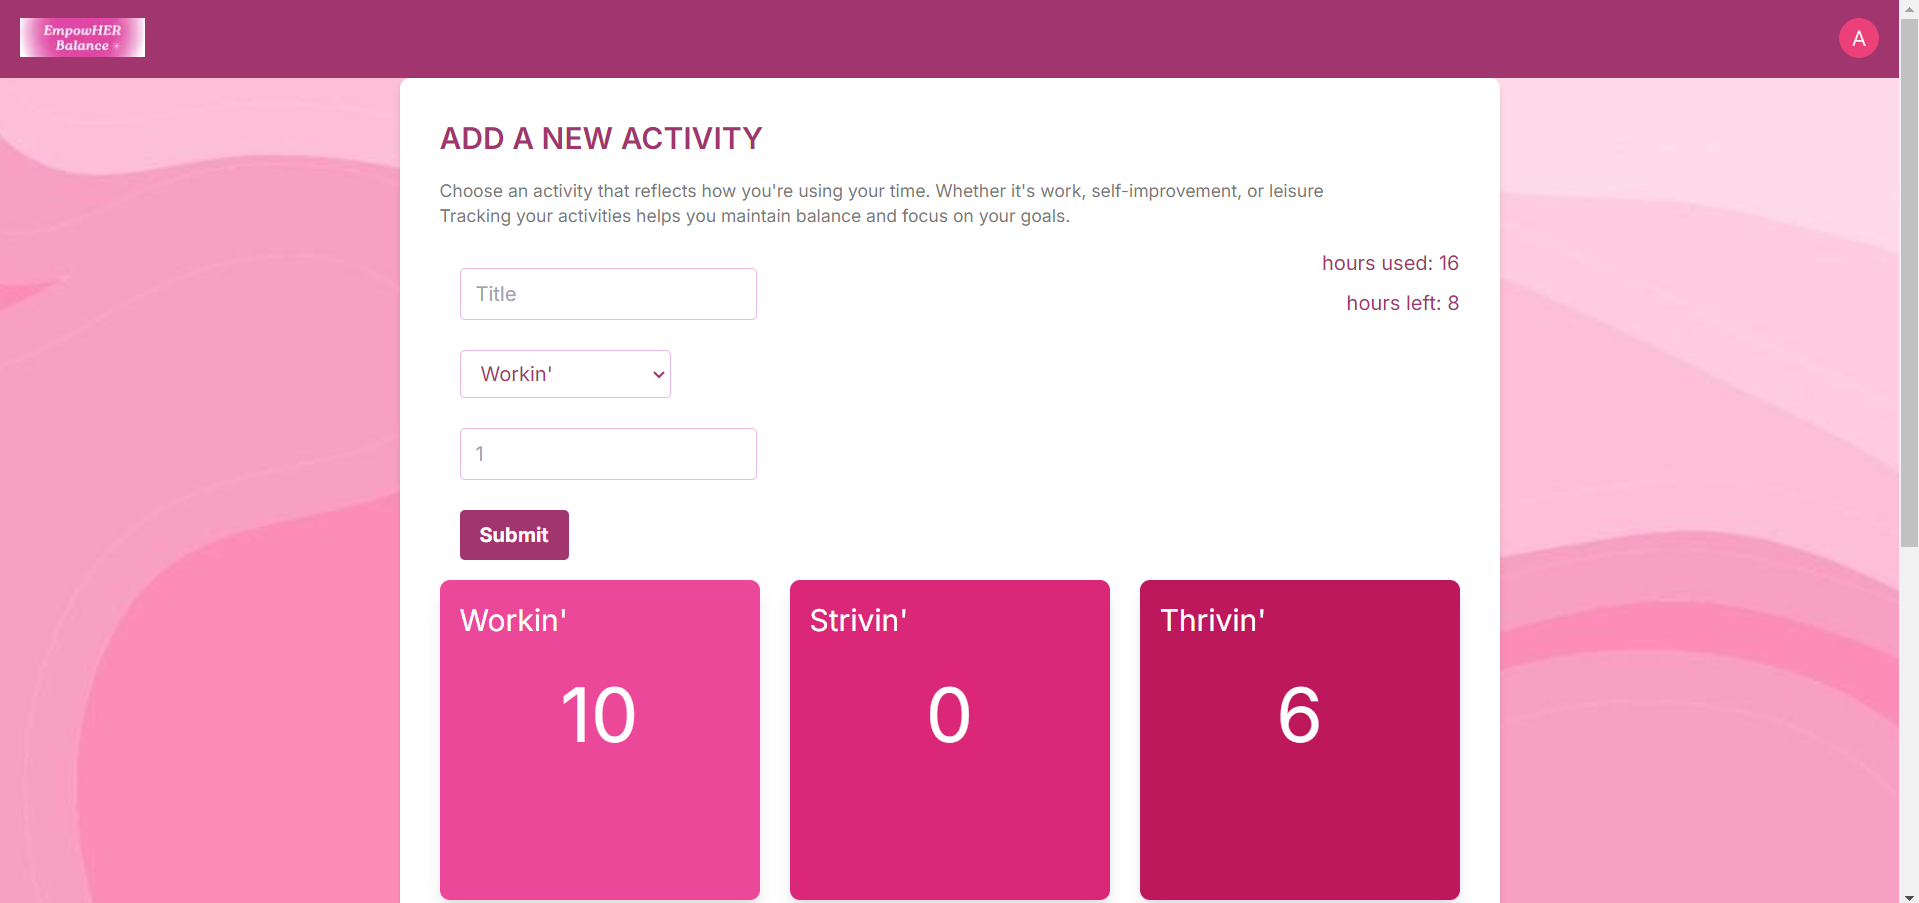 EmpowHER
Balance
A
ADD A NEW ACTIVITY
Choose an activity that reflects how you're using your time. Whether it's work, self-improvement, or leisure
Tracking your activities helps you maintain balance and focus on your goals.
hours used: 16
hours left: 8
Title
Workin'
1
Submit
Workin'
10
Strivin'
0
Thrivin'
6